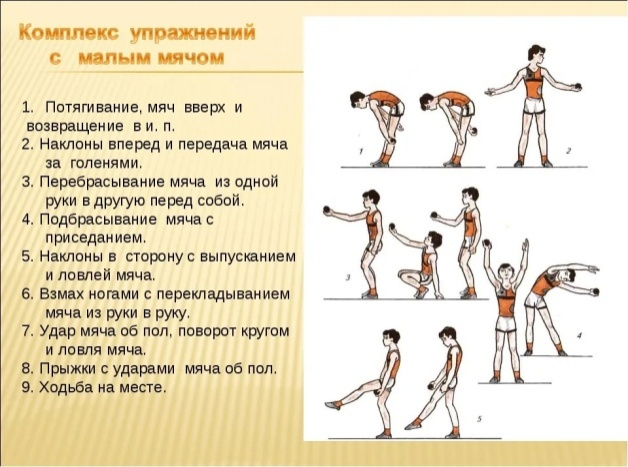 Комплекс упражнений
с малым мячом
1. Потягивание, мяч вверх и
возвращение в и. п.
2. Наклоны вперед и передача мяча
за голенями.
3. Перебрасывание мяча из одной
руки в другую перед собой.
4. Подбрасывание мяча с
приседанием.
5. Наклоны в сторону с выпусканием
и ловлей мяча.
6. Взмах ногами с перекладыванием
мяча из руки в руку.
7. Удар мяча об пол, поворот кругом
и ловля мяча.
8. Прыжки с ударами мяча об пол.
9. Ходьба на месте.
1
2
3
4
5